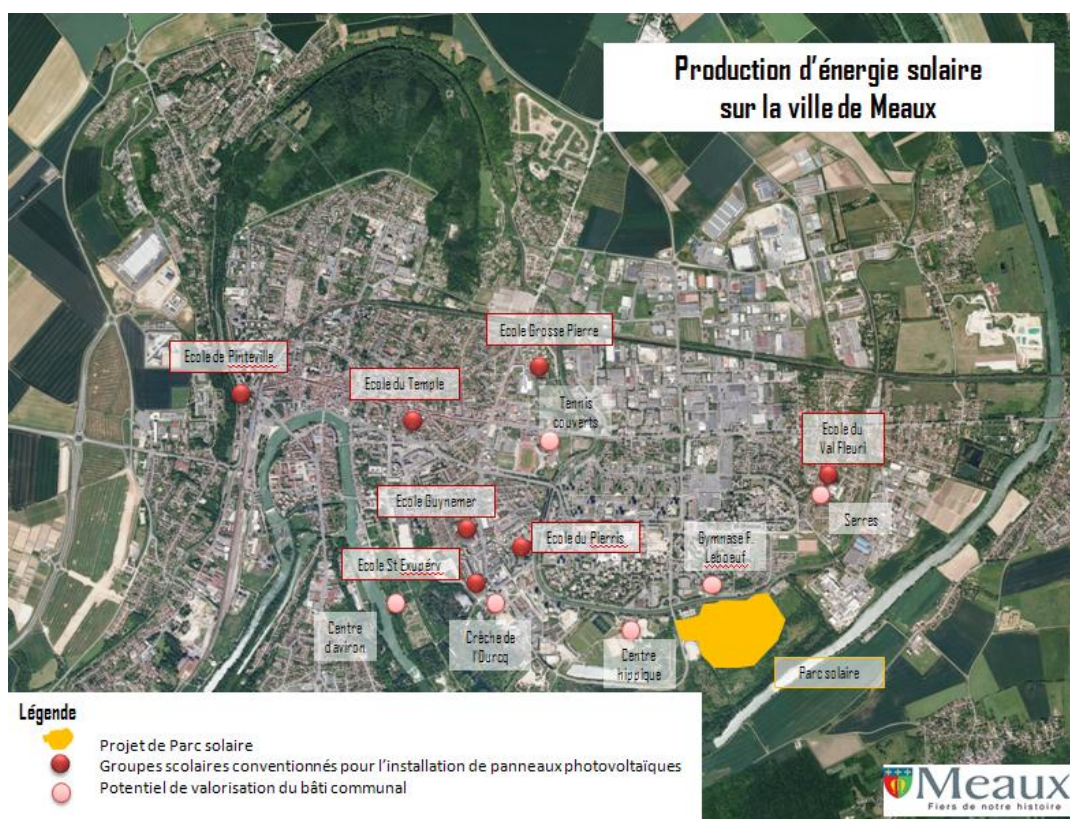 Production d'énergie solaire
sur la ville de Meaux
Ecole Grosse Pierre
Ecole de Pinteville
Ecole du Temple
Tennis
couverts
Ecole du
Val Fleuri
Ecole Guynemer
Serres
Ecole du Pierris
Gymnase F.
Leboeuf
Ecole St Exupéry
Centre
d'aviron
Crèche de
l'Ourcq
Centre
hippique
Parc solaire
Légende
Projet de Parc solaire
Groupes scolaires conventionnés pour l'installation de panneaux photovoltaïques
Potentiel de valorisation du bâti communal
Meaux
Fiers de notre histoire